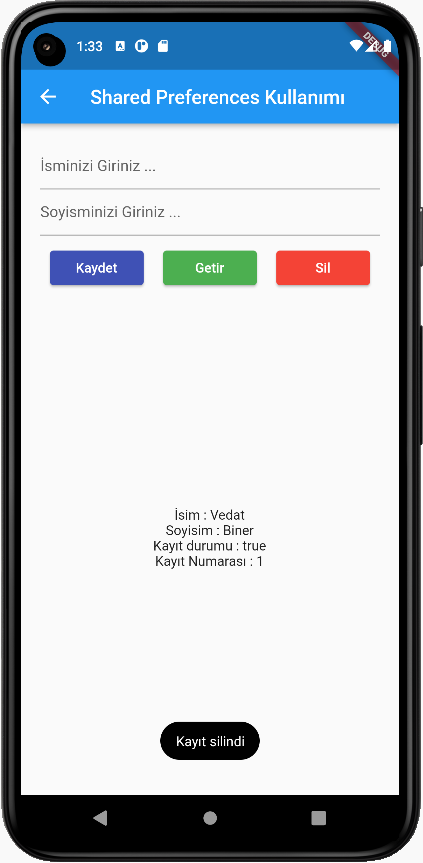 1:33
DEBUG
Shared Preferences Kullanımı
İsminizi Giriniz ...
Soyisminizi Giriniz ...
Kaydet Getir Sil
İsim : Vedat
Soyisim : Biner
Kayıt durumu : true
Kayıt Numarası : 1
Kayıt silindi